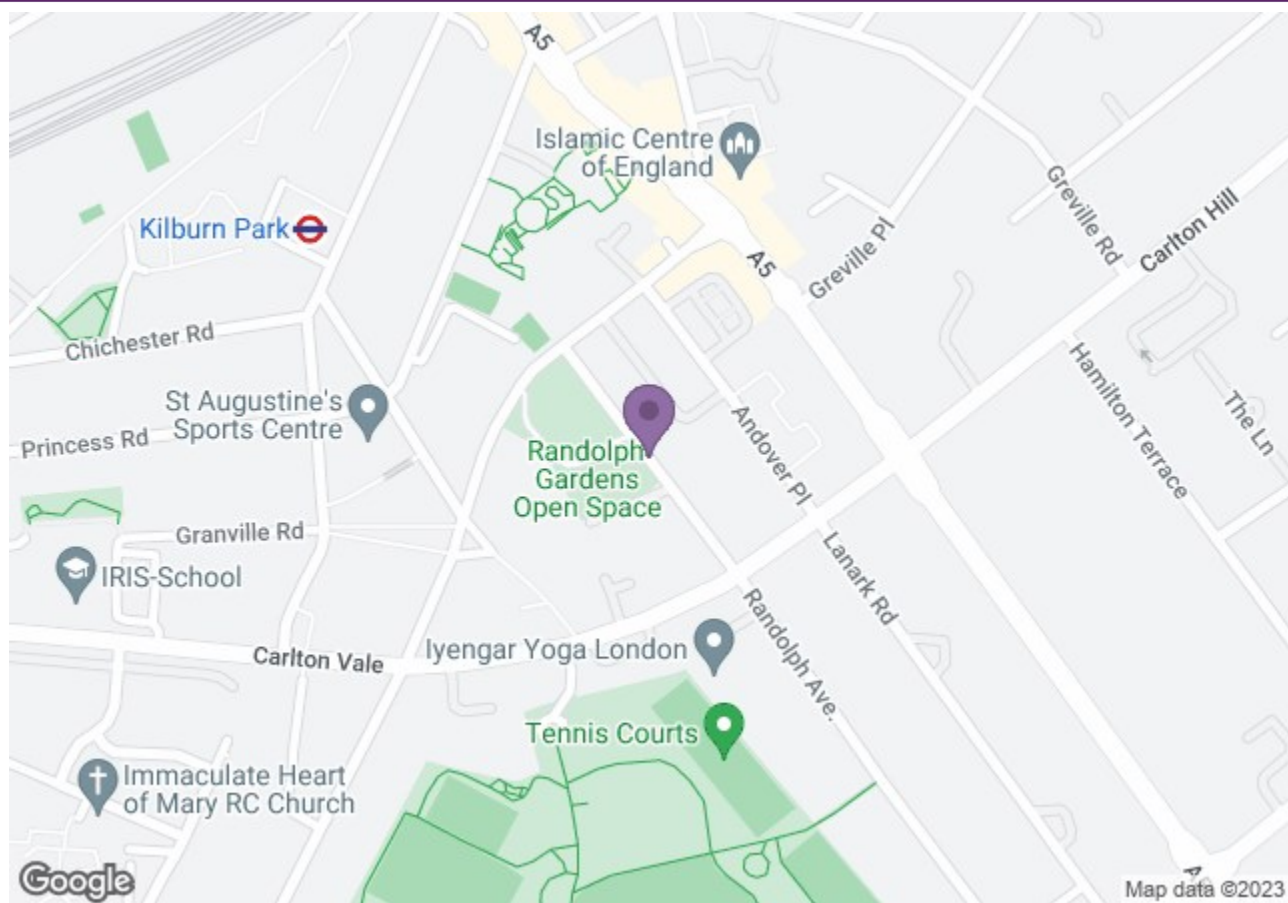 A5
Islamic Centre
of England
Greville Rd
Carlton Hill
Kilburn Park
A5
Greville Pl
Chichester Rd
Hamilton Terrace
The Ln
St Augustine's
Sports Centre
Princess Rd
Andover Pl
Randolph
Gardens
Open Space
Granville Rd
Lanark Rd
IRIS-School
Randolph Ave.
Carlton Vale
Iyengar Yoga London
Tennis Courts
Immaculate Heart
of Mary RC Church
Google
Map data ©2023